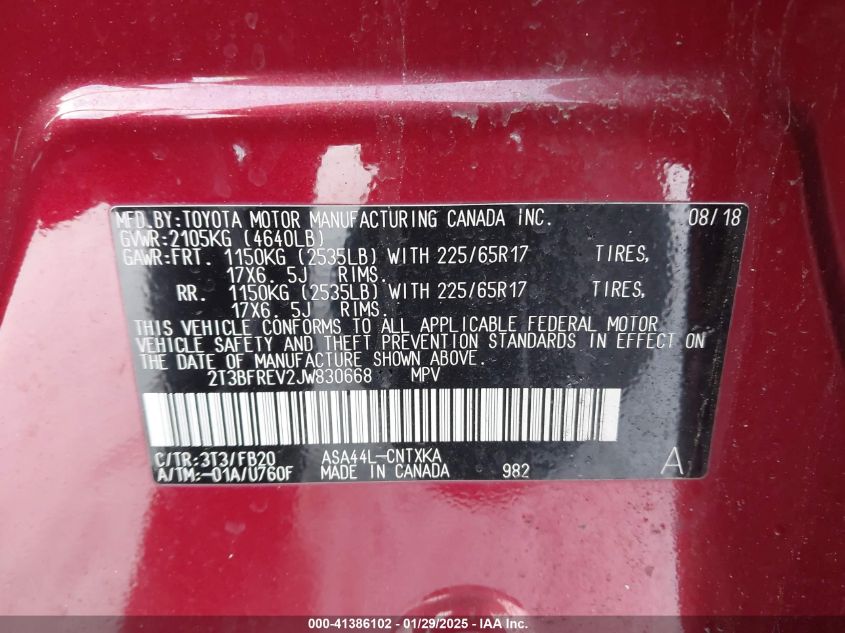 MFD.BY:TOYOTA MOTOR MANUFACTURING CANADA INC. 08/18
GVWR:2105KG (4640LB)
GAWR:FRT. 1150KG (2535LB) WITH 225/65R17 TIRES,
17X6.5J RIMS.
RR. 1150KG (2535LB) WITH 225/65R17 TIRES,
17X6.5J RIMS.
THIS VEHICLE CONFORMS TO ALL APPLICABLE FEDERAL MOTOR
VEHICLE SAFETY AND THEFT PREVENTION STANDARDS IN EFFECT ON
THE DATE OF MANUFACTURE SHOWN ABOVE.
2T3BFREV2JW830668 MPV
C/TR:3T3/FB20 ASA44L-CNTXKA
A/TM:-01A/U760F MADE IN CANADA 982 A
000-41386102 - 01/29/2025 - IAA Inc.